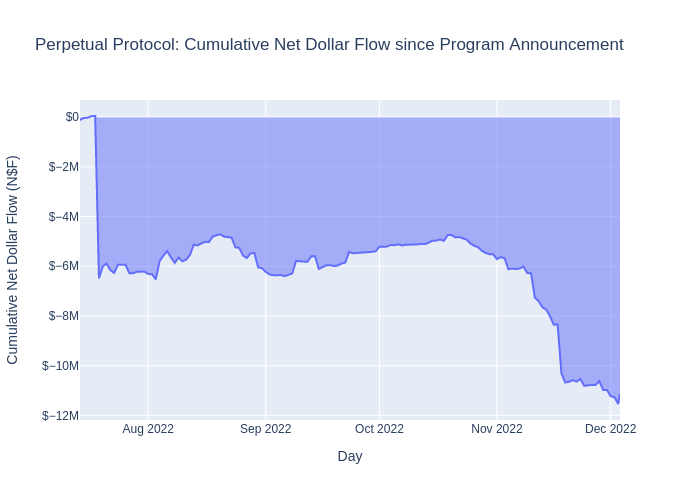 Perpetual Protocol: Cumulative Net Dollar Flow since Program Announcement
Cumulative Net Dollar Flow (N$F)
$0
$−2M
$−4M
$−6M
$−8M
$−10M
$−12M
Aug 2022
Sep 2022
Oct 2022
Nov 2022
Dec 2022
Day